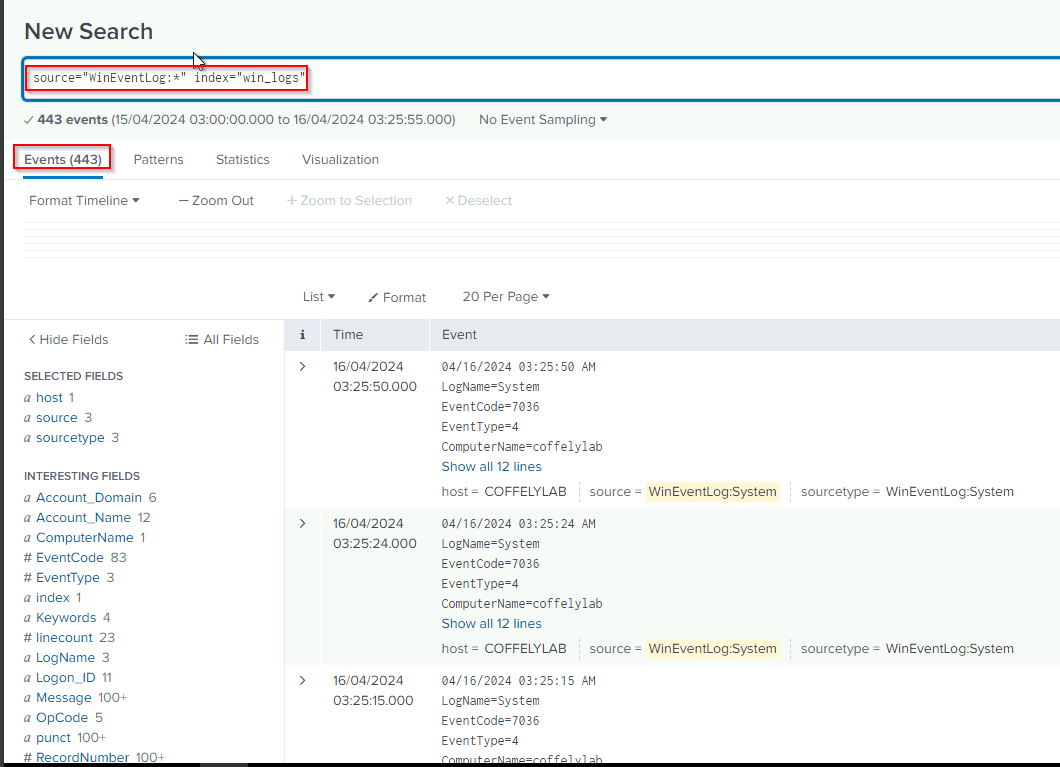 New Search
source="WinEventLog:*" index="win_logs"
✓ 443 events (15/04/2024 03:00:00.000 to 16/04/2024 03:25:55.000) No Event Sampling ▾
Events (443) Patterns Statistics Visualization
Format Timeline ▾ — Zoom Out + Zoom to Selection × Deselect
List ▾ Format 20 Per Page ▾
< Hide Fields All Fields
i Time Event
SELECTED FIELDS
a host 1
a source 3
a sourcetype 3
INTERESTING FIELDS
a Account_Domain 6
a Account_Name 12
a ComputerName 1
# EventCode 83
# EventType 3
a index 1
a Keywords 4
# linecount 23
a LogName 3
a Logon_ID 11
a Message 100+
a OpCode 5
a punct 100+
# RecordNumber 100+
> 16/04/2024 04/16/2024 03:25:50 AM
03:25:50.000 LogName=System
EventCode=7036
EventType=4
ComputerName=coffelylab
Show all 12 lines
host = COFFELYLAB source = WinEventLog:System sourcetype = WinEventLog:System
> 16/04/2024 04/16/2024 03:25:24 AM
03:25:24.000 LogName=System
EventCode=7036
EventType=4
ComputerName=coffelylab
Show all 12 lines
host = COFFELYLAB source = WinEventLog:System sourcetype = WinEventLog:System
> 16/04/2024 04/16/2024 03:25:15 AM
03:25:15.000 LogName=System
EventCode=7036
EventType=4
ComputerName=coffelylab